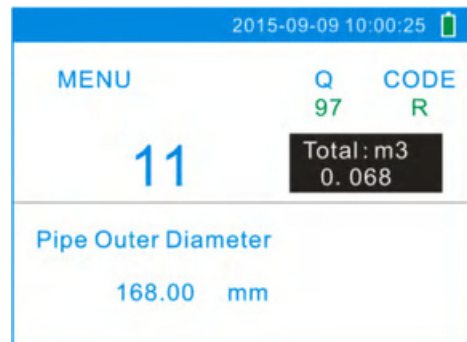 2015-09-09 10:00:25
MENU Q CODE
97 R
11
Total:m3
0.068
Pipe Outer Diameter
168.00 mm